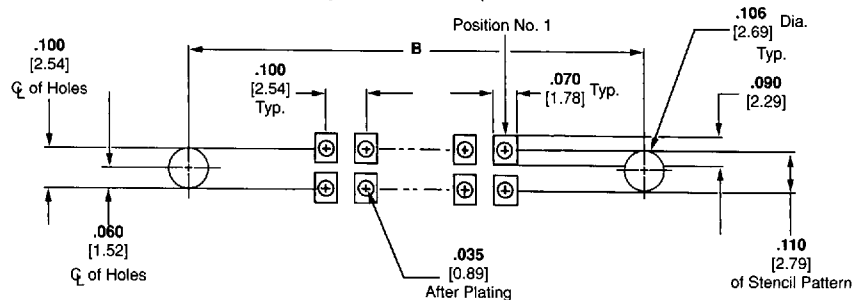 Position No. 1
.106
[2.69] Dia.
Typ.
.100
[2.54]
℄ of Holes
B
.100
[2.54]
Typ.
.070
[1.78] Typ.
.090
[2.29]
.060
[1.52]
℄ of Holes
.035
[0.89]
After Plating
.110
[2.79]
of Stencil Pattern